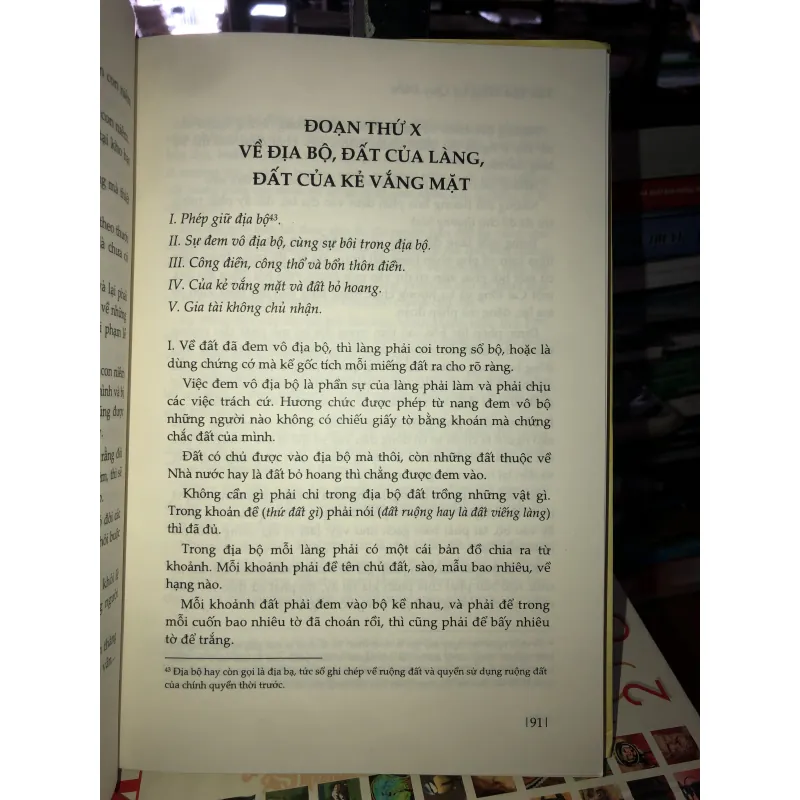 ĐOẠN THỨ X
VỀ ĐỊA BỘ, ĐẤT CỦA LÀNG,
ĐẤT CỦA KẺ VẮNG MẶT
I. Phép giữ địa bộ⁴³.
II. Sự đem vô địa bộ, cùng sự bôi trong địa bộ.
III. Công điền, công thổ và bổn thôn điền.
IV. Của kẻ vắng mặt và đất bỏ hoang.
V. Gia tài không chủ nhận.
I. Về đất đã đem vô địa bộ, thì làng phải coi trong sổ bộ, hoặc là
dùng chứng cớ mà kể gốc tích mỗi miếng đất ra cho rõ ràng.
Việc đem vô địa bộ là phần sự của làng phải làm và phải chịu
các việc trách cứ. Hương chức được phép từ nang đem vô bộ
những người nào không có chiếu giấy tờ bằng khoán mà chứng
chắc đất của mình.
Đất có chủ được vào địa bộ mà thôi, còn những đất thuộc về
Nhà nước hay là đất bỏ hoang thì chẳng được đem vào.
Không cần gì phải chỉ trong địa bộ đất trồng những vật gì.
Trong khoản đề (thứ đất gì) phải nói (đất ruộng hay là đất viếng làng)
thì đã đủ.
Trong địa bộ mỗi làng phải có một cái bản đồ chia ra từ
khoảnh. Mỗi khoảnh phải để tên chủ đất, sào, mẫu bao nhiêu, về
hạng nào.
Mỗi khoảnh đất phải đem vào bộ kề nhau, và phải để trong
mỗi cuốn bao nhiêu tờ đã choán rồi, thì cũng phải để bấy nhiêu
tờ để trắng.
⁴³ Địa bộ hay còn gọi là địa bạ, tức sổ ghi chép về ruộng đất và quyền sử dụng ruộng đất
của chính quyền thời trước.
|91|